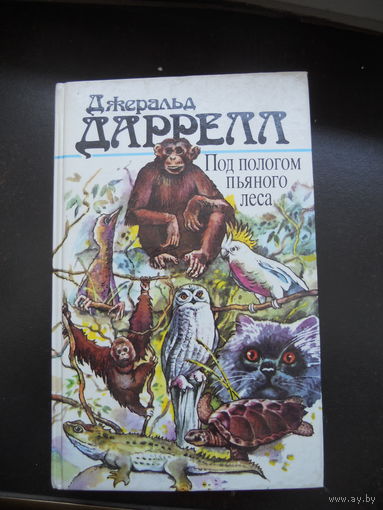 Джеральд
ДАРРЕЛЛ
Под пологом
пьяного
леса
www.ay.by